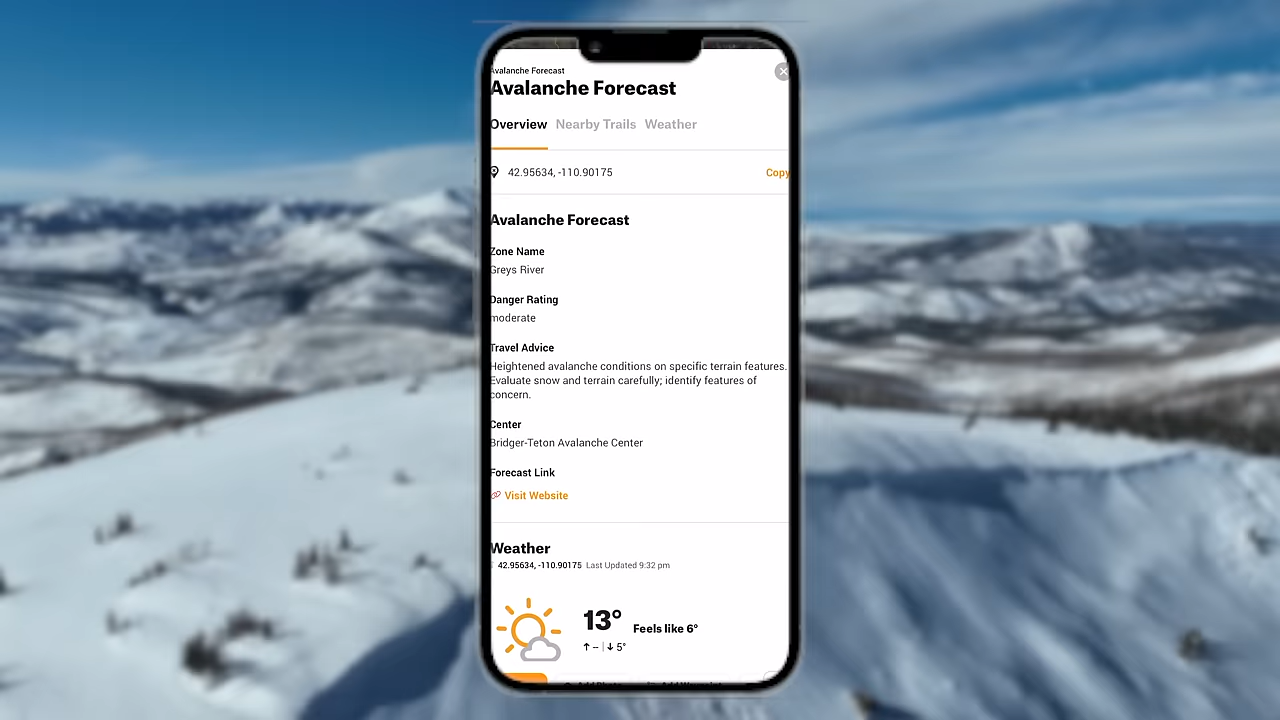 Avalanche Forecast
Avalanche Forecast
Overview Nearby Trails Weather
42.95634, -110.90175 Copy
Avalanche Forecast
Zone Name
Greys River
Danger Rating
moderate
Travel Advice
Heightened avalanche conditions on specific terrain features.
Evaluate snow and terrain carefully; identify features of
concern.
Center
Bridger-Teton Avalanche Center
Forecast Link
Visit Website
Weather
42.95634, -110.90175 Last Updated 9:32 pm
13° Feels like 6°
↑ -- | ↓ 5°